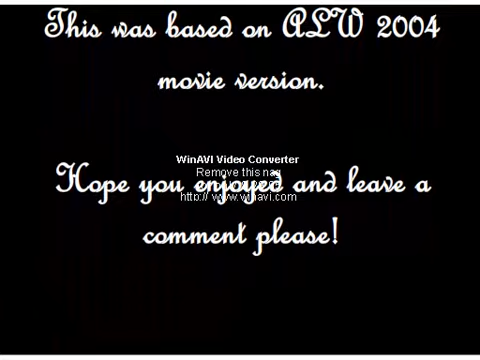 This was based on ALW 2004
movie version.
WinAVI Video Converter
Remove this nag
Hope you enjoyed and leave a
http://www.winavi.com
comment please!